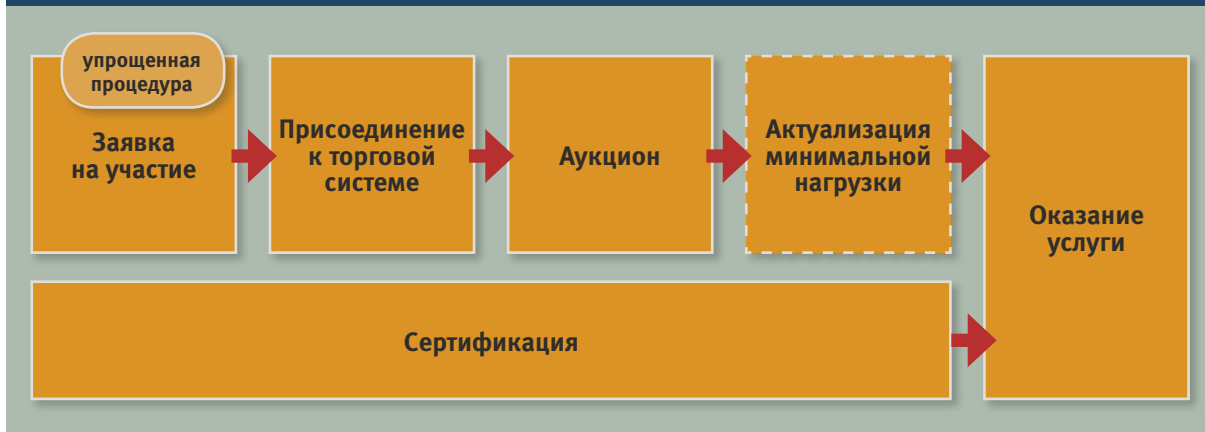 упрощенная
процедура
Заявка
на участие
Присоединение
к торговой
системе
Аукцион
Актуализация
минимальной
нагрузки
Оказание
услуги
Сертификация